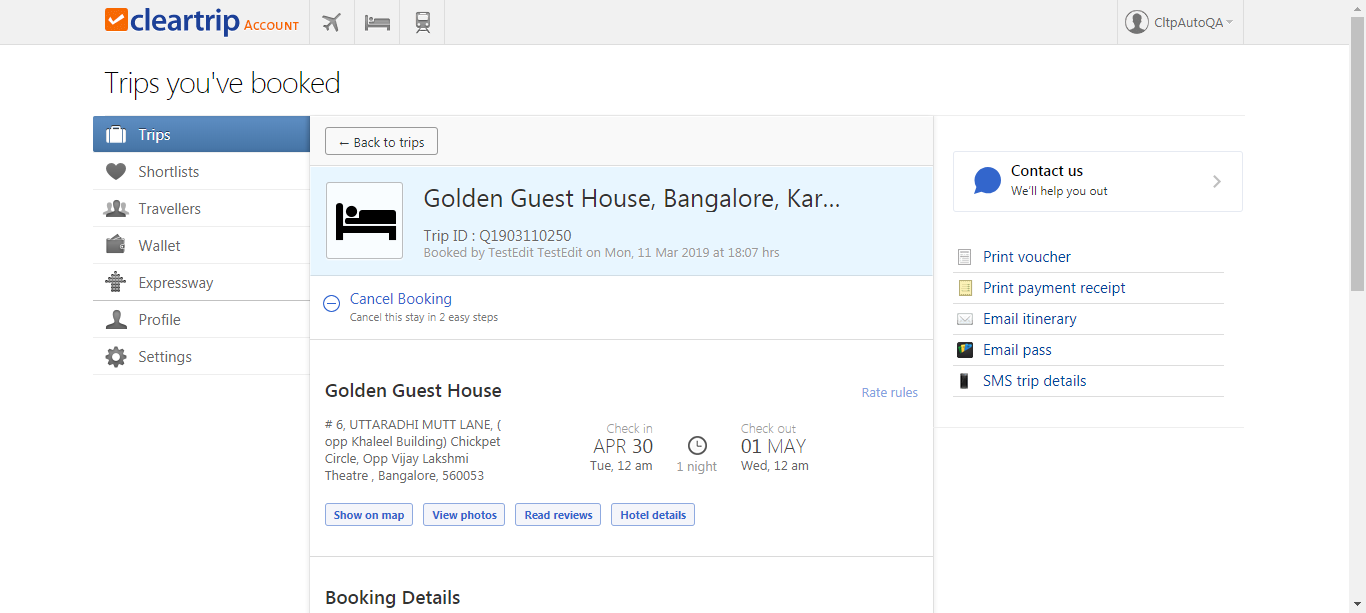 cleartrip ACCOUNT
CltpAutoQA
Trips you've booked
Trips
Shortlists
Travellers
Wallet
Expressway
Profile
Settings
← Back to trips
Golden Guest House, Bangalore, Kar...
Trip ID : Q1903110250
Booked by TestEdit TestEdit on Mon, 11 Mar 2019 at 18:07 hrs
Cancel Booking
Cancel this stay in 2 easy steps
Golden Guest House
Rate rules
# 6, UTTARADHI MUTT LANE, (
opp Khaleel Building) Chickpet
Circle, Opp Vijay Lakshmi
Theatre , Bangalore, 560053
Check in
APR 30
Tue, 12 am
1 night
Check out
01 MAY
Wed, 12 am
Show on map
View photos
Read reviews
Hotel details
Booking Details
Contact us
We'll help you out
Print voucher
Print payment receipt
Email itinerary
Email pass
SMS trip details